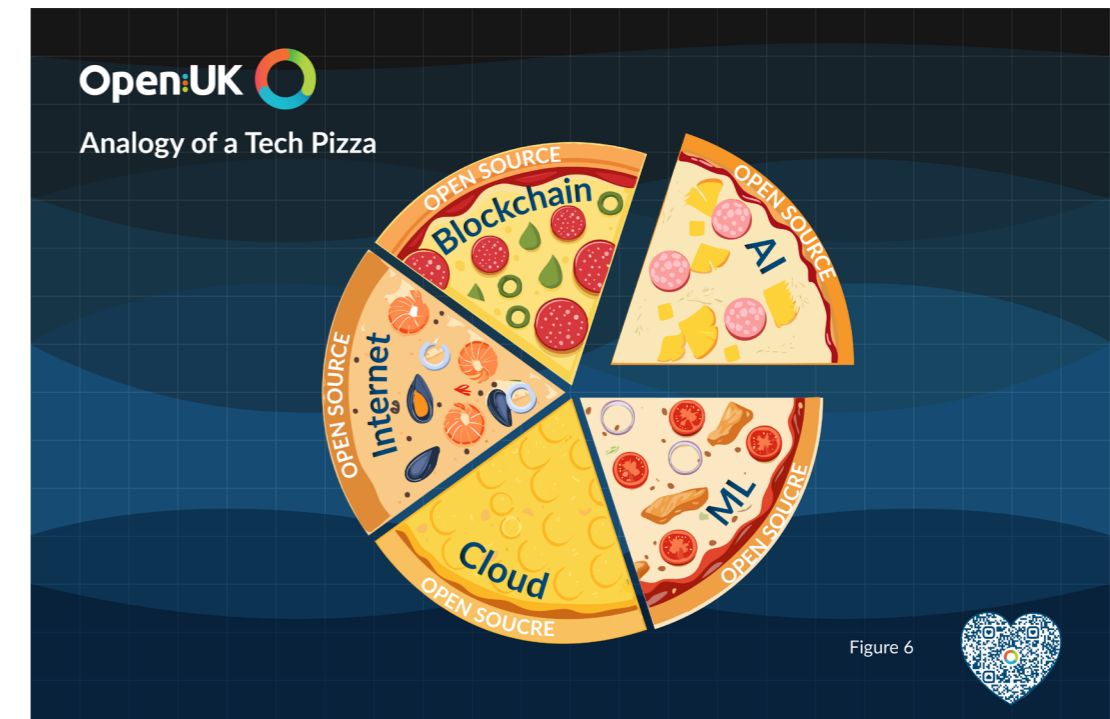 Open:UK
Analogy of a Tech Pizza
OPEN SOURCE
Blockchain
OPEN SOURCE
AI
OPEN SOURCE
Internet
OPEN SOUCRE
ML
OPEN SOUCRE
Cloud
Figure 6